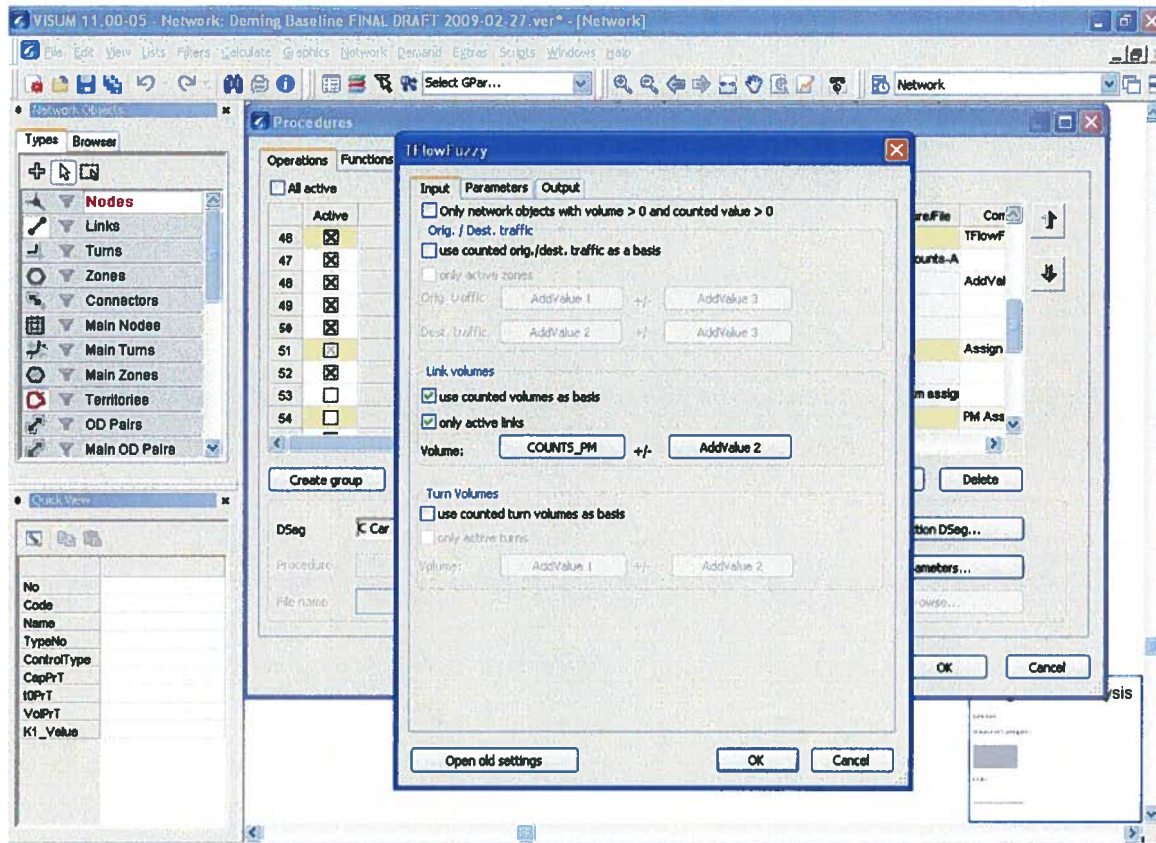 VISUM 11.00-05 - Network: Deming Baseline FINAL DRAFT 2009-02-27.ver* - [Network]
File Edit View Lists Filters Calculate Graphics Network Demand Extras Scripts Windows Help
Select GPar...
Network
Network Objects
Types Browser
Nodes
Links
Turns
Zones
Connectors
Main Nodes
Main Turns
Main Zones
Territories
OD Pairs
Main OD Pairs
Quick View
No
Code
Name
TypeNo
ControlType
CapPrT
t0PrT
VolPrT
K1_Value
Procedures
Operations Functions
All active
Active
46
47
48
49
50
51
52
53
54
Create group
DSeg
C Car
Procedure
File name
TFlowFuzzy
Input Parameters Output
Only network objects with volume > 0 and counted value > 0
Orig. / Dest. traffic
use counted orig./dest. traffic as a basis
only active zones
Orig. traffic AddValue 1 +/- AddValue 3
Dest. traffic AddValue 2 +/- AddValue 3
Link volumes
use counted volumes as basis
only active links
Volume: COUNTS_PM +/- AddValue 2
Turn Volumes
use counted turn volumes as basis
only active turns
Volume: AddValue 1 +/- AddValue 2
Open old settings OK Cancel
ure/File Com
TFlowF
ounts-A
AddVal
Assign
m assig
PM Ass
Delete
tion DSeg...
ameters...
owse...
OK Cancel
ysis